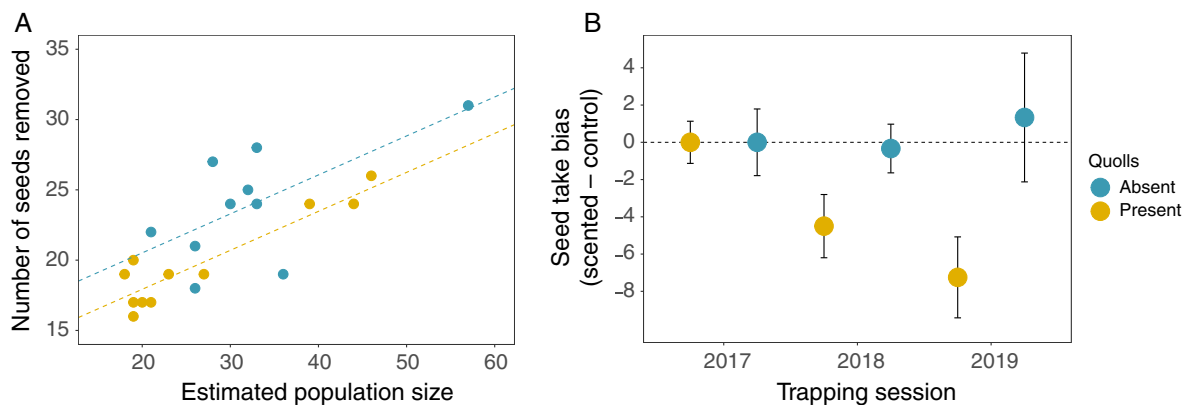 A
Number of seeds removed
35
30
25
20
15
20 30 40 50 60
Estimated population size
B
Seed take bias
(scented – control)
4
2
0
−2
−4
−6
−8
2017 2018 2019
Trapping session
Quolls
Absent
Present